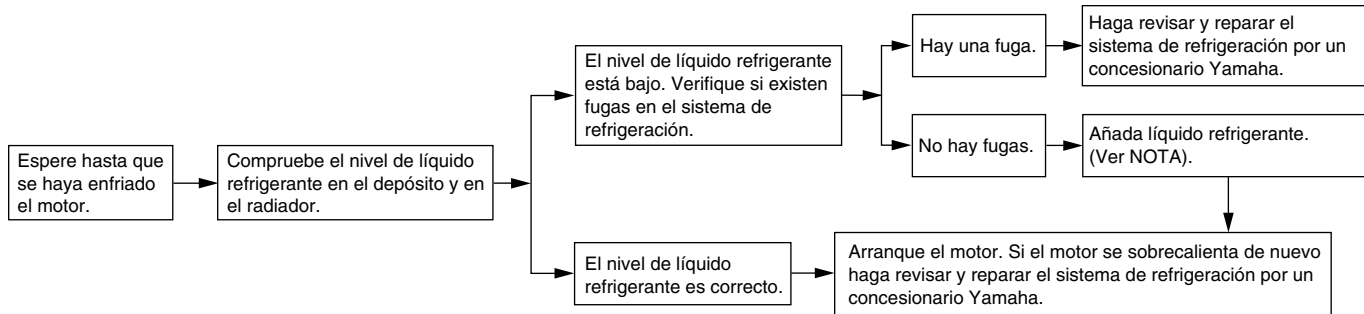 Espere hasta que
se haya enfriado
el motor.
Compruebe el nivel de líquido
refrigerante en el depósito y en
el radiador.
El nivel de líquido refrigerante
está bajo. Verifique si existen
fugas en el sistema de
refrigeración.
Hay una fuga.
Haga revisar y reparar el
sistema de refrigeración por un
concesionario Yamaha.
No hay fugas.
Añada líquido refrigerante.
(Ver NOTA).
El nivel de líquido
refrigerante es correcto.
Arranque el motor. Si el motor se sobrecalienta de nuevo
haga revisar y reparar el sistema de refrigeración por un
concesionario Yamaha.